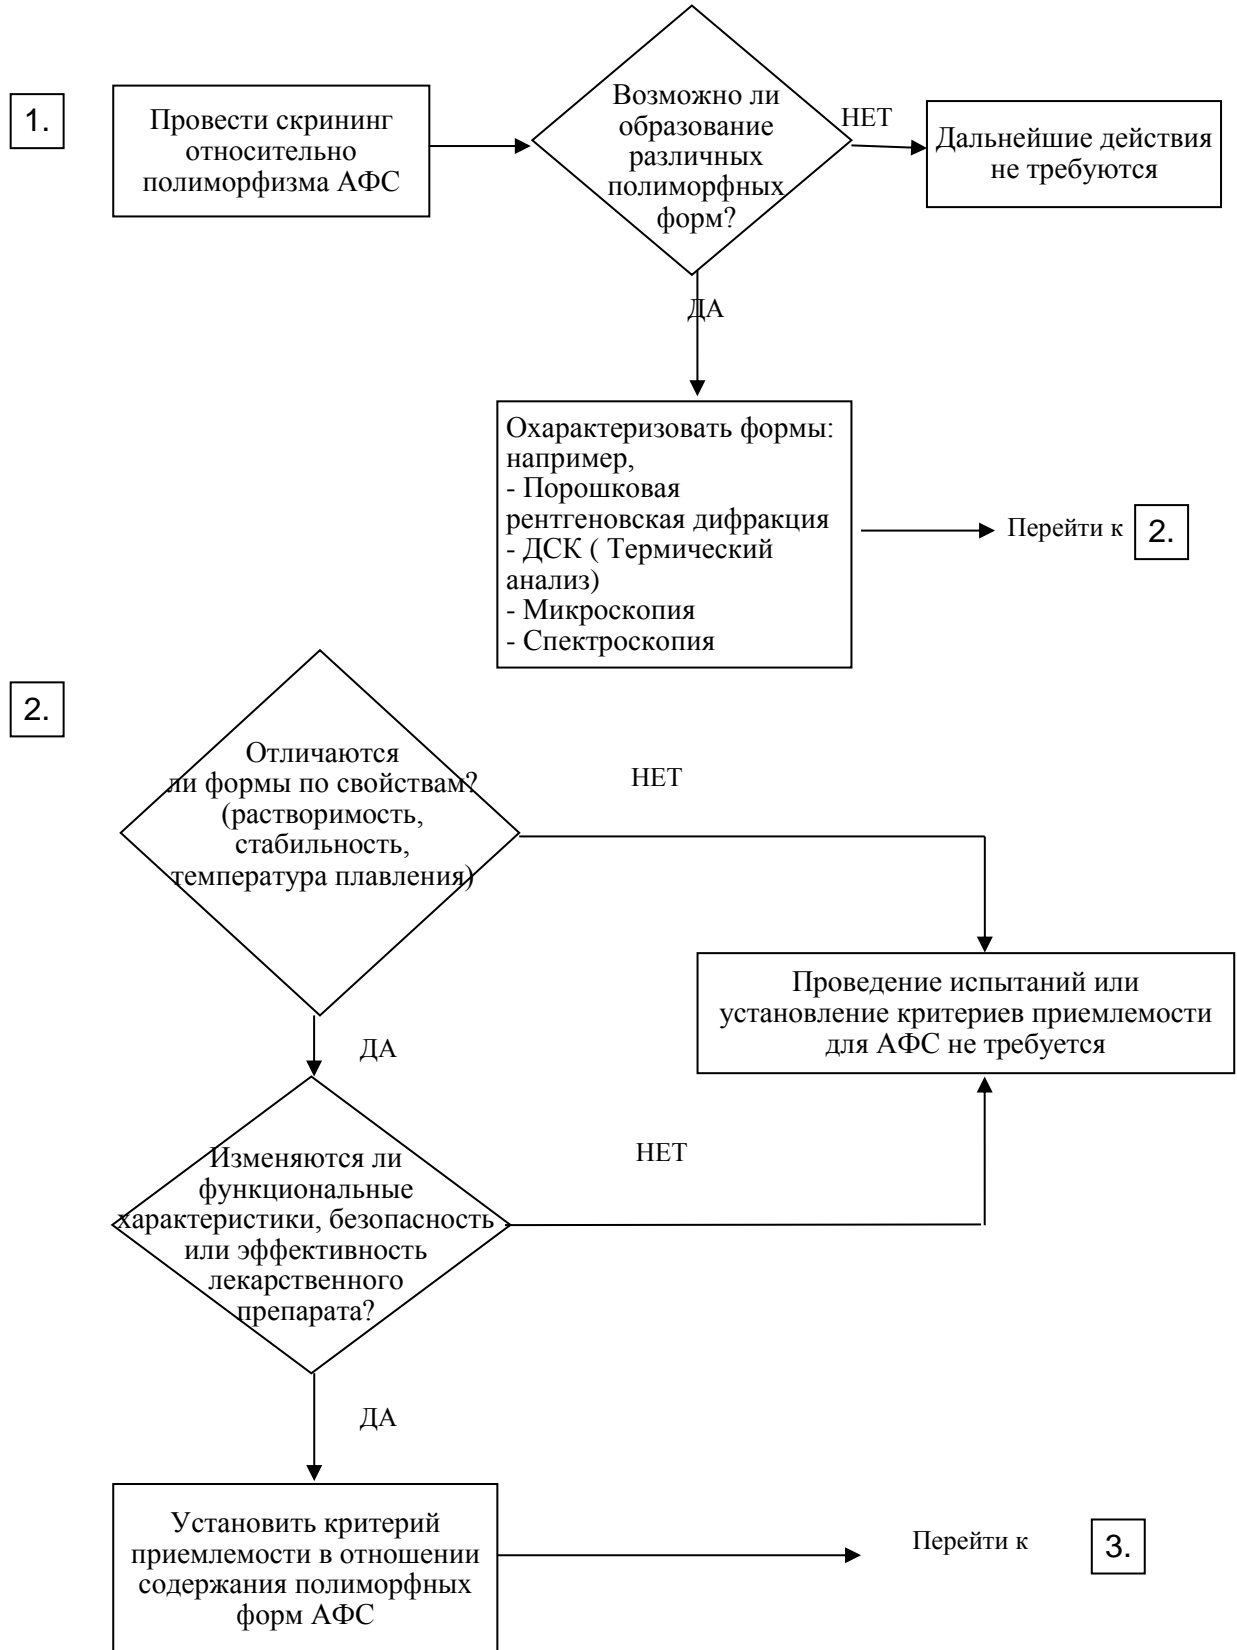 1.
Провести скрининг
относительно
полиморфизма АФС
Возможно ли
образование
различных
полиморфных
форм?
НЕТ
Дальнейшие действия
не требуются
ДА
Охарактеризовать формы:
например,
- Порошковая
рентгеновская дифракция
- ДСК ( Термический
анализ)
- Микроскопия
- Спектроскопия
Перейти к
2.
2.
Отличаются
ли формы по свойствам?
(растворимость,
стабильность,
температура плавления)
НЕТ
Проведение испытаний или
установление критериев приемлемости
для АФС не требуется
ДА
Изменяются ли
функциональные
характеристики, безопасность
или эффективность
лекарственного
препарата?
НЕТ
ДА
Установить критерий
приемлемости в отношении
содержания полиморфных
форм АФС
Перейти к
3.